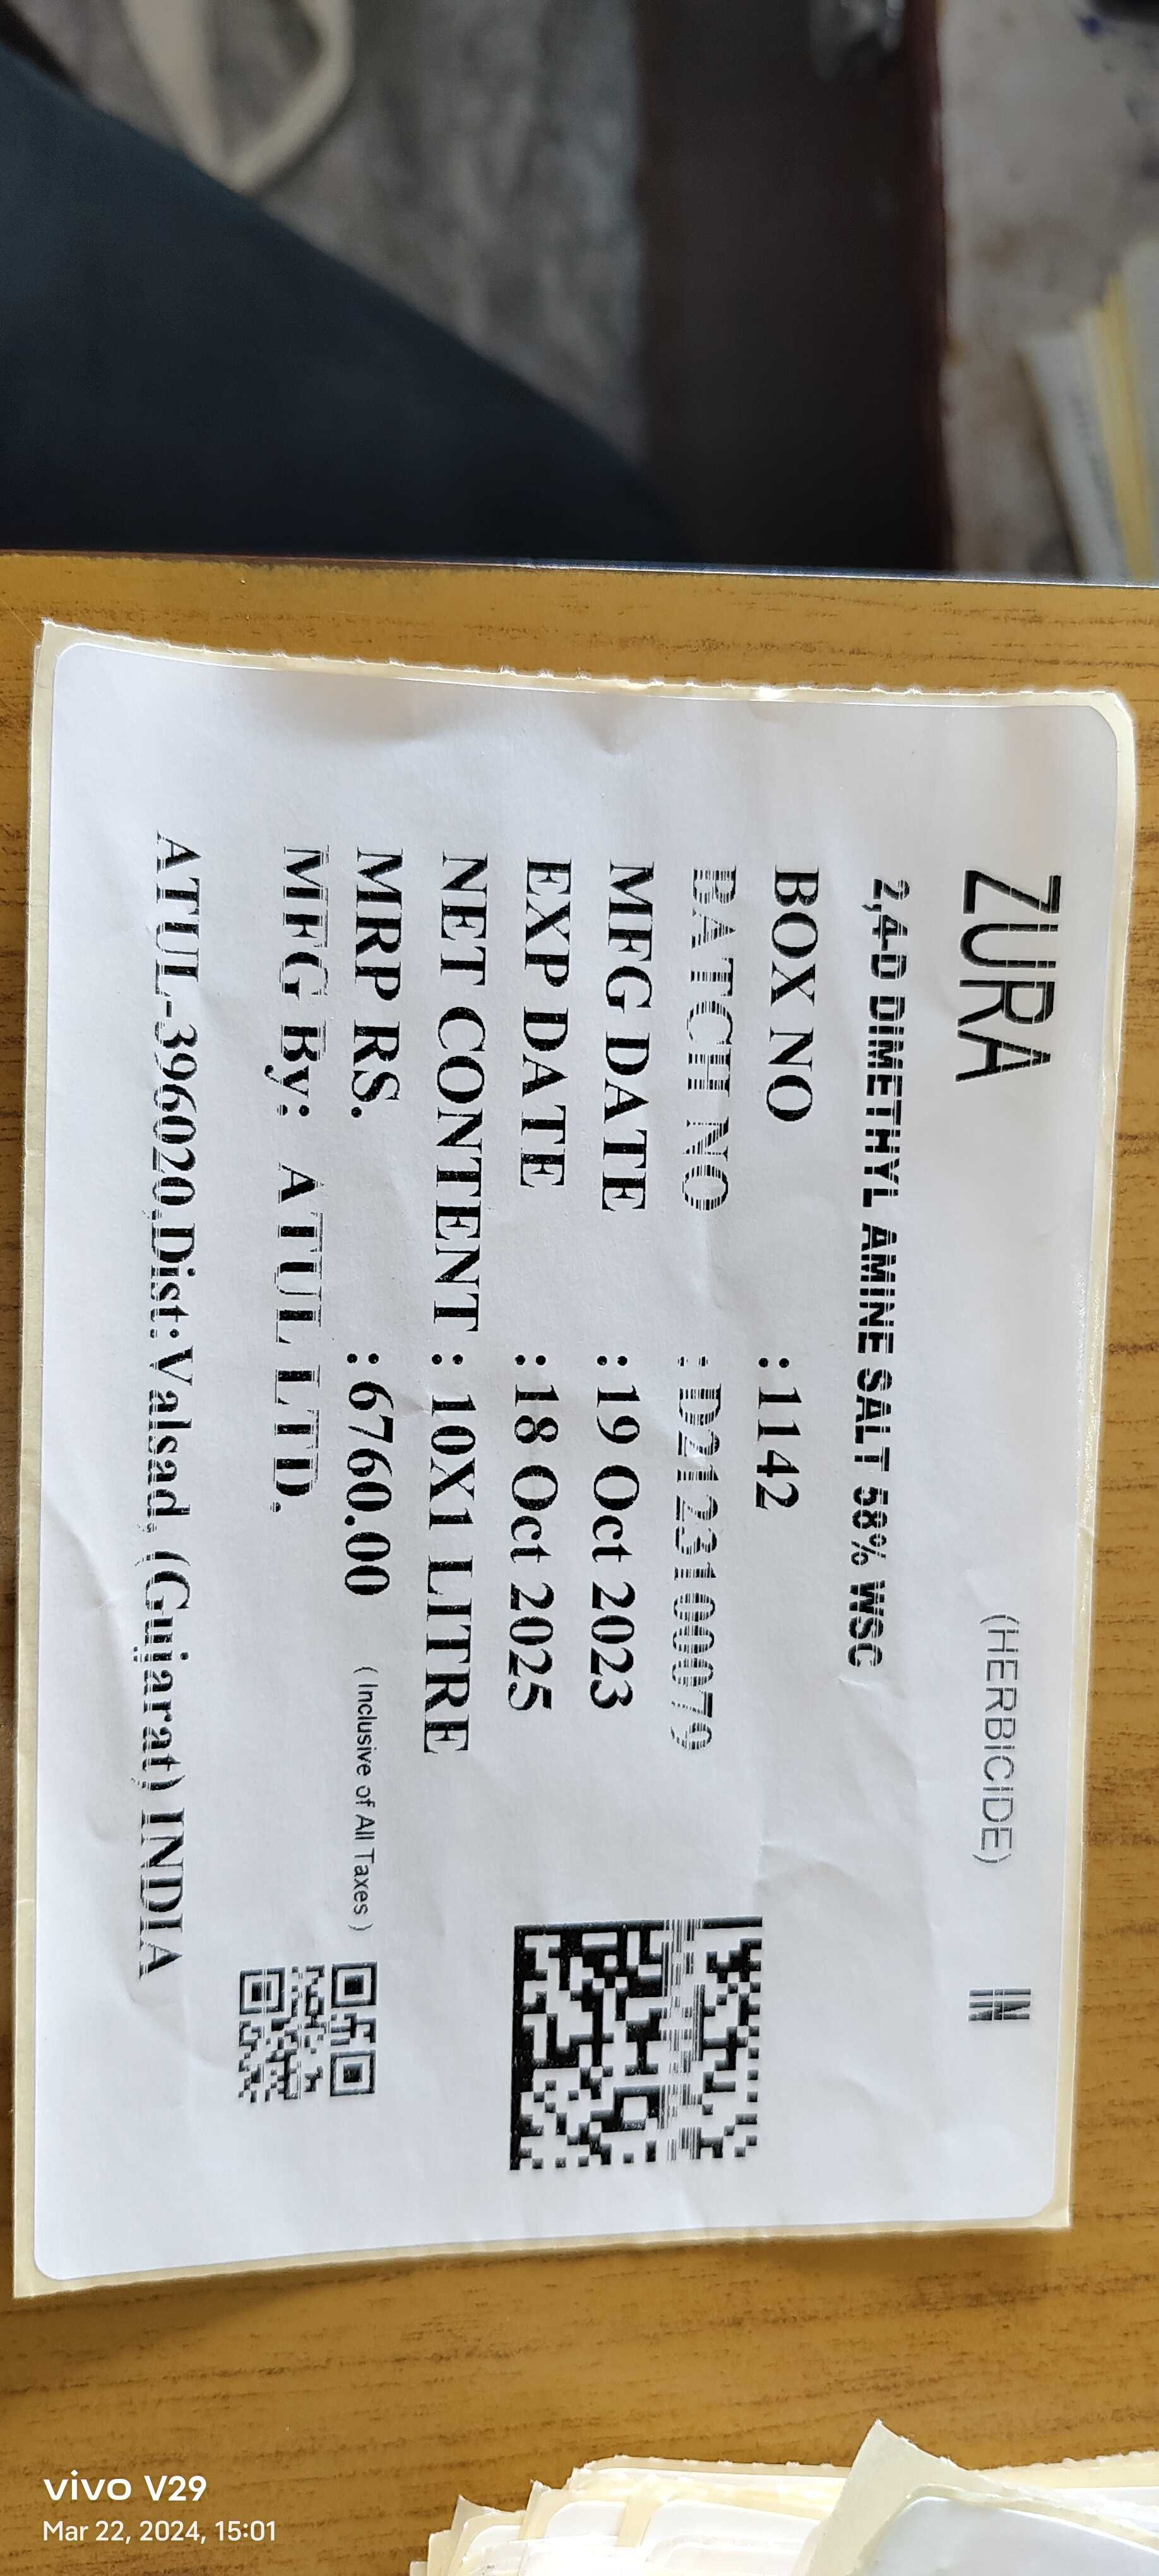 ZURA (HERBICIDE) IN
2,4-D DIMETHYL AMINE SALT 58% WSC
BOX NO :1142
BATCH NO :D2123100079
MFG DATE :19 Oct 2023
EXP DATE :18 Oct 2025
NET CONTENT :10X1 LITRE
MRP RS. :6760.00 ( Inclusive of All Taxes )
MFG By: ATUL LTD.
ATUL-396020,Dist:Valsad, (Gujarat) INDIA
vivo V29
Mar 22, 2024, 15:01